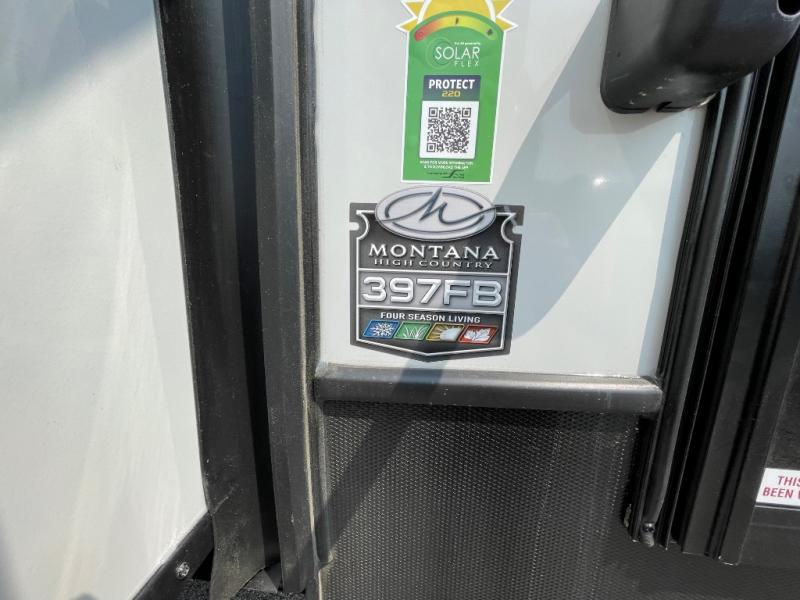 SOLAR
FLEX
PROTECT
220
M
MONTANA
HIGH COUNTRY
397FB
FOUR SEASON LIVING
THIS
BEEN